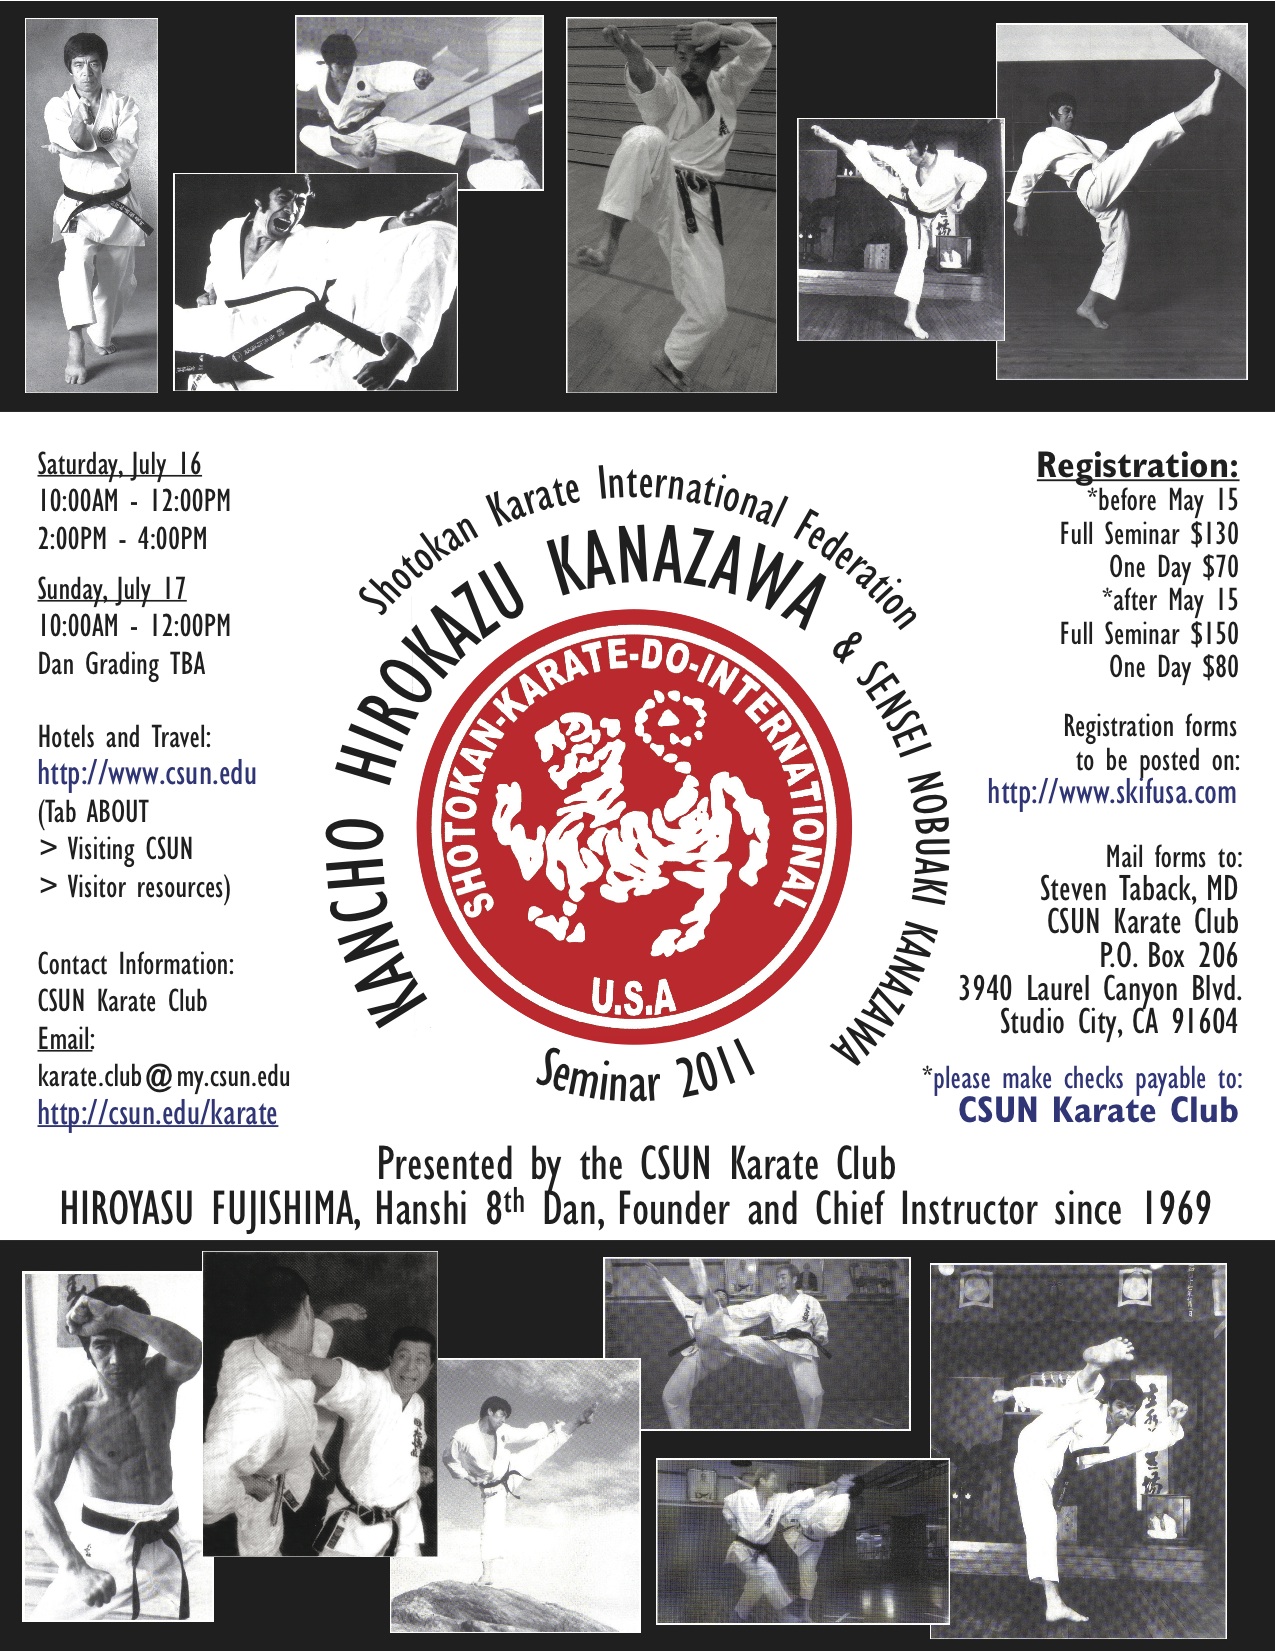 Saturday, July 16
10:00AM - 12:00PM
2:00PM - 4:00PM
Sunday, July 17
10:00AM - 12:00PM
Dan Grading TBA
Hotels and Travel:
http://www.csun.edu
(Tab ABOUT
> Visiting CSUN
> Visitor resources)
Contact Information:
CSUN Karate Club
Email:
karate.club@my.csun.edu
http://csun.edu/karate
Shotokan Karate International Federation
KANCHO HIROKAZU KANAZAWA & SENSEI NOBUAKI KANAZAWA
SHOTOKAN-KARATE-DO-INTERNATIONAL
U.S.A
Seminar 2011
Registration:
*before May 15
Full Seminar $130
One Day $70
*after May 15
Full Seminar $150
One Day $80
Registration forms
to be posted on:
http://www.skifusa.com
Mail forms to:
Steven Taback, MD
CSUN Karate Club
P.O. Box 206
3940 Laurel Canyon Blvd.
Studio City, CA 91604
*please make checks payable to:
CSUN Karate Club
Presented by the CSUN Karate Club
HIROYASU FUJISHIMA, Hanshi 8th Dan, Founder and Chief Instructor since 1969